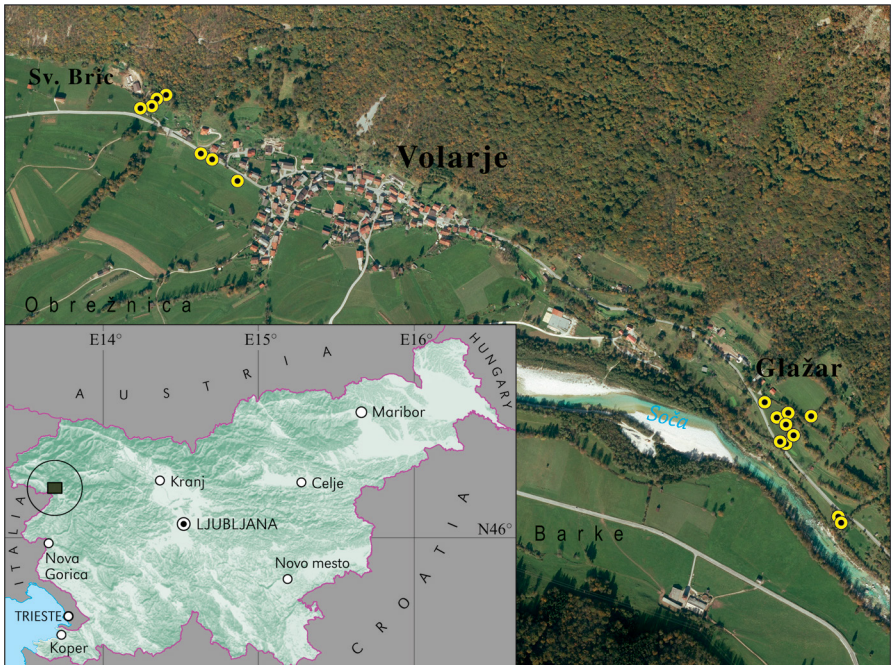 Sv. Bric
Volarje
Obrežnica
Glažar
Soča
Barke
E14°
E15°
E16°
AUSTRIA
HUNGARY
Maribor
Kranj
Celje
LJUBLJANA
ITALIA
N46°
Nova
Gorica
Novo mesto
CROATIA
TRIESTE
Koper